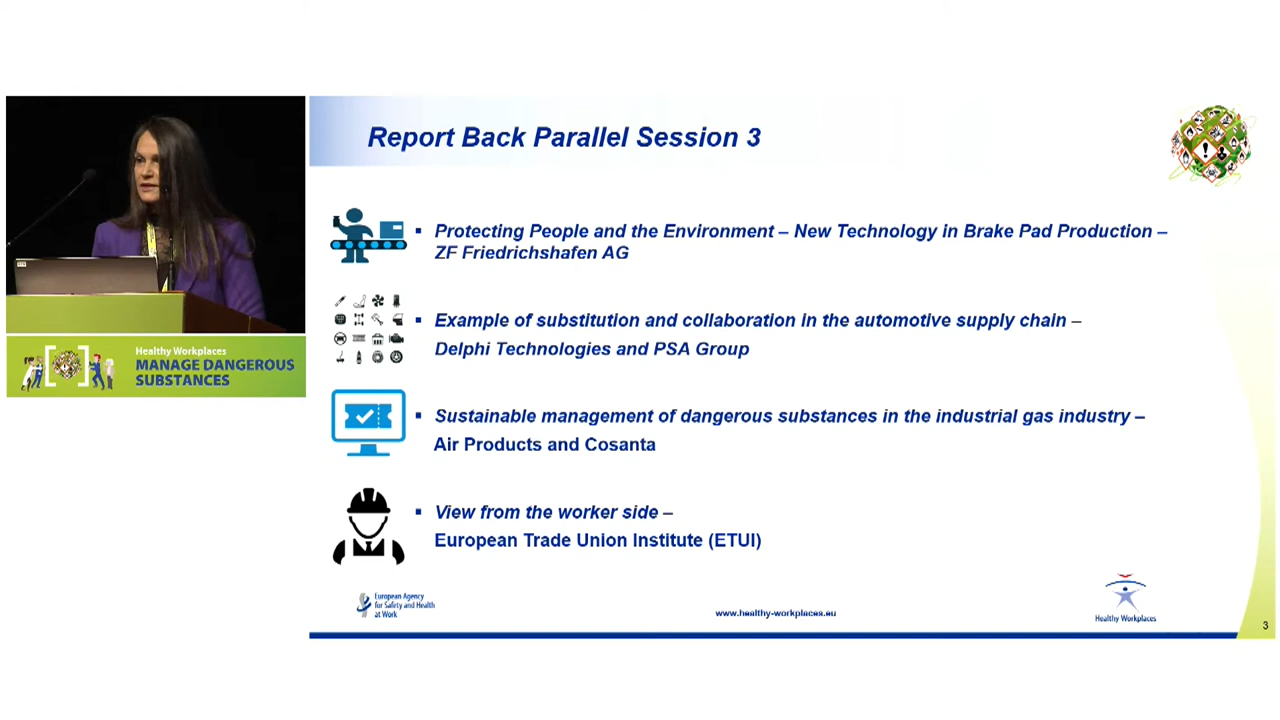 Report Back Parallel Session 3
▪ Protecting People and the Environment – New Technology in Brake Pad Production –
ZF Friedrichshafen AG
▪ Example of substitution and collaboration in the automotive supply chain –
Delphi Technologies and PSA Group
▪ Sustainable management of dangerous substances in the industrial gas industry –
Air Products and Cosanta
▪ View from the worker side –
European Trade Union Institute (ETUI)
Healthy Workplaces
MANAGE DANGEROUS
SUBSTANCES
European Agency
for Safety and Health
at Work
www.healthy-workplaces.eu
Healthy Workplaces
3